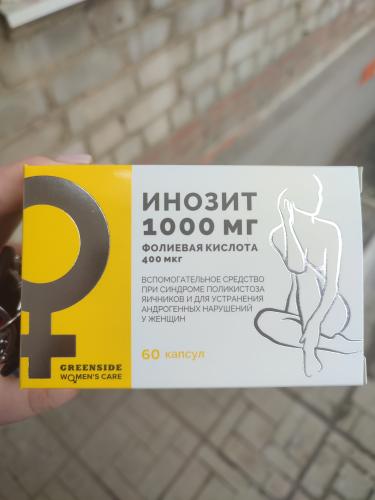 ИНОЗИТ
1000 МГ
ФОЛИЕВАЯ КИСЛОТА
400 МКГ
ВСПОМОГАТЕЛЬНОЕ СРЕДСТВО
ПРИ СИНДРОМЕ ПОЛИКИСТОЗА
ЯИЧНИКОВ И ДЛЯ УСТРАНЕНИЯ
АНДРОГЕННЫХ НАРУШЕНИЙ
У ЖЕНЩИН
60 капсул
GREENSIDE
WOMEN'S CARE